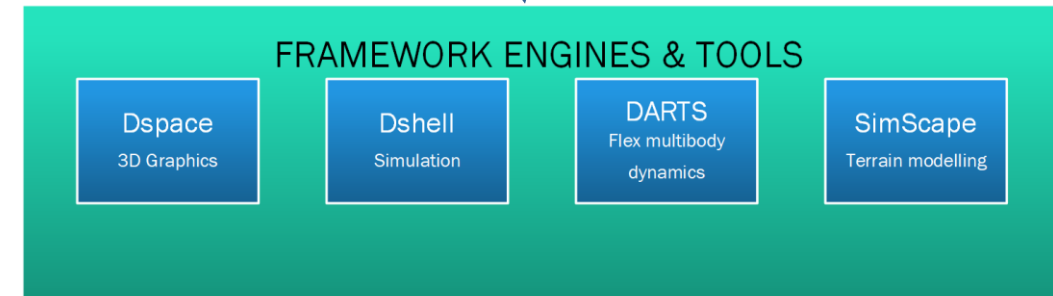 FRAMEWORK ENGINES & TOOLS
Dspace
3D Graphics
Dshell
Simulation
DARTS
Flex multibody
dynamics
SimScape
Terrain modelling